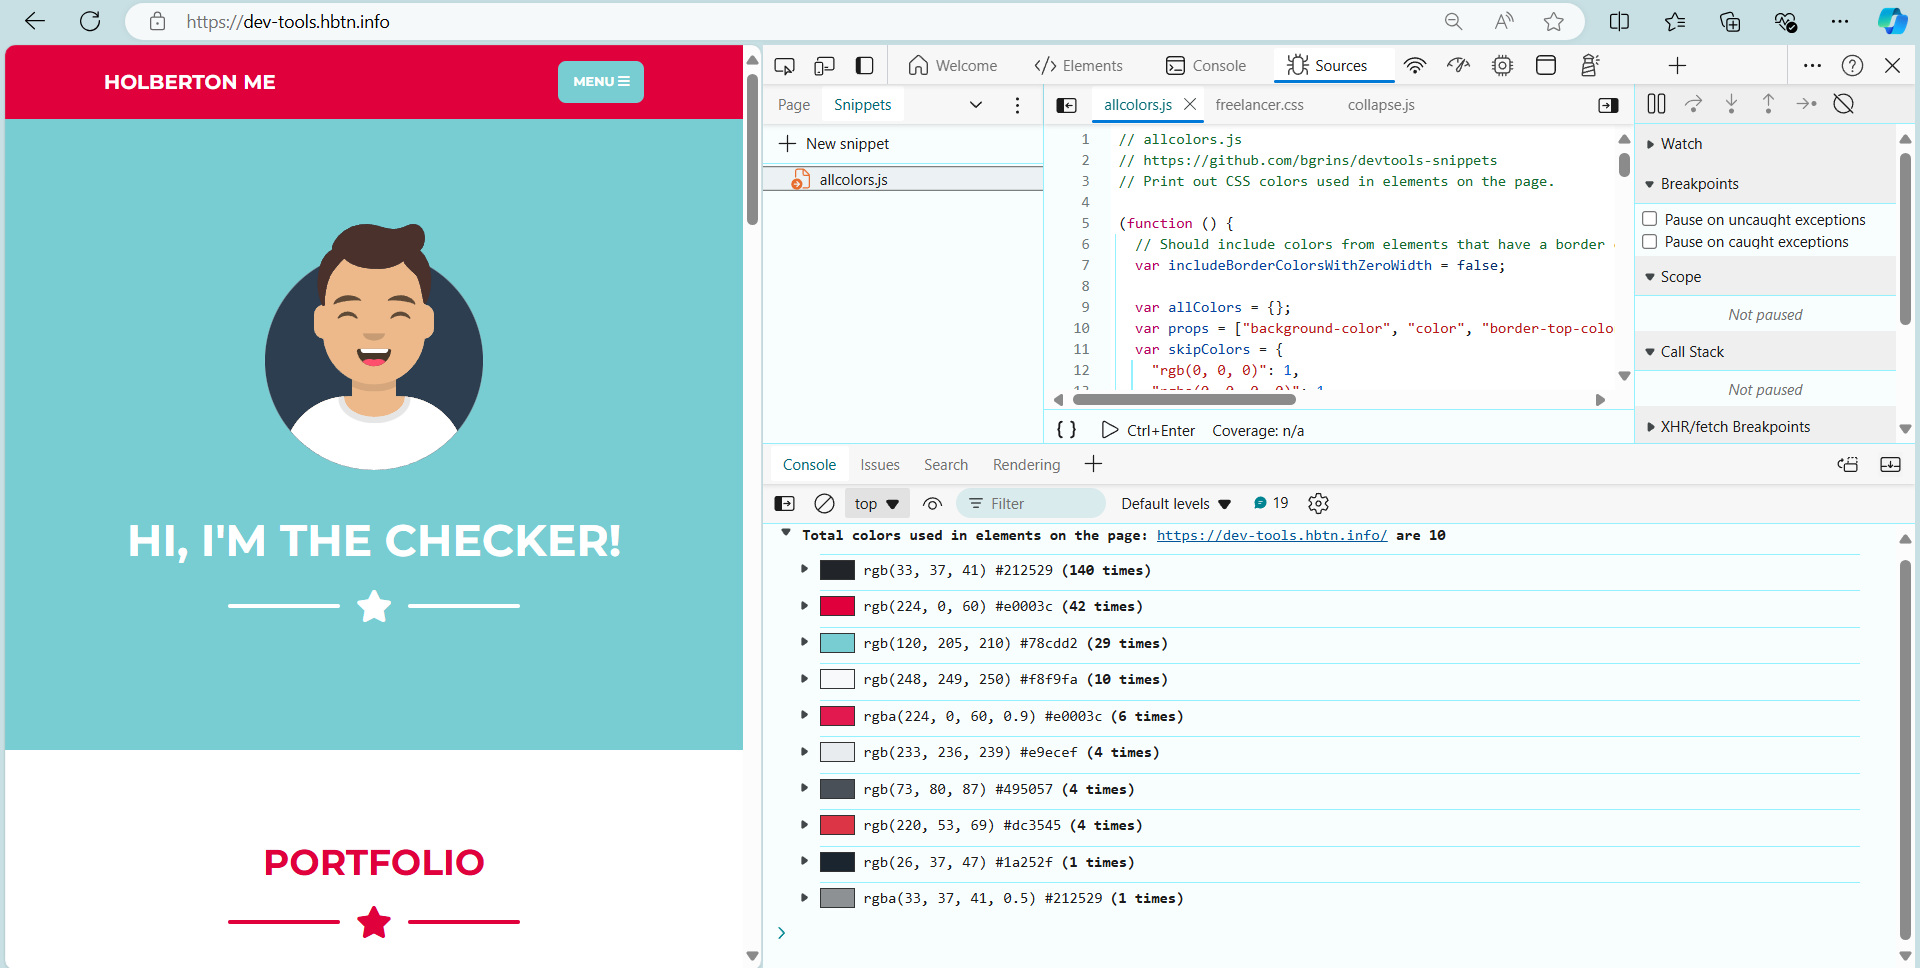 https://dev-tools.hbtn.info
HOLBERTON ME
MENU
HI, I'M THE CHECKER!
PORTFOLIO
Welcome
</> Elements
Console
Sources
Page
Snippets
New snippet
allcolors.js
allcolors.js
freelancer.css
collapse.js
1 // allcolors.js
2 // https://github.com/bgrins/devtools-snippets
3 // Print out CSS colors used in elements on the page.
4
5 (function () {
6 // Should include colors from elements that have a border
7 var includeBorderColorsWithZeroWidth = false;
8
9 var allColors = {};
10 var props = ["background-color", "color", "border-top-colo
11 var skipColors = {
12 "rgb(0, 0, 0)": 1,
13 "rgba(0, 0, 0, 0)": 1
{ }
Ctrl+Enter
Coverage: n/a
Watch
Breakpoints
Pause on uncaught exceptions
Pause on caught exceptions
Scope
Not paused
Call Stack
Not paused
XHR/fetch Breakpoints
Console
Issues
Search
Rendering
top
Filter
Default levels
19
Total colors used in elements on the page: https://dev-tools.hbtn.info/ are 10
rgb(33, 37, 41) #212529 (140 times)
rgb(224, 0, 60) #e0003c (42 times)
rgb(120, 205, 210) #78cdd2 (29 times)
rgb(248, 249, 250) #f8f9fa (10 times)
rgba(224, 0, 60, 0.9) #e0003c (6 times)
rgb(233, 236, 239) #e9ecef (4 times)
rgb(73, 80, 87) #495057 (4 times)
rgb(220, 53, 69) #dc3545 (4 times)
rgb(26, 37, 47) #1a252f (1 times)
rgba(33, 37, 41, 0.5) #212529 (1 times)